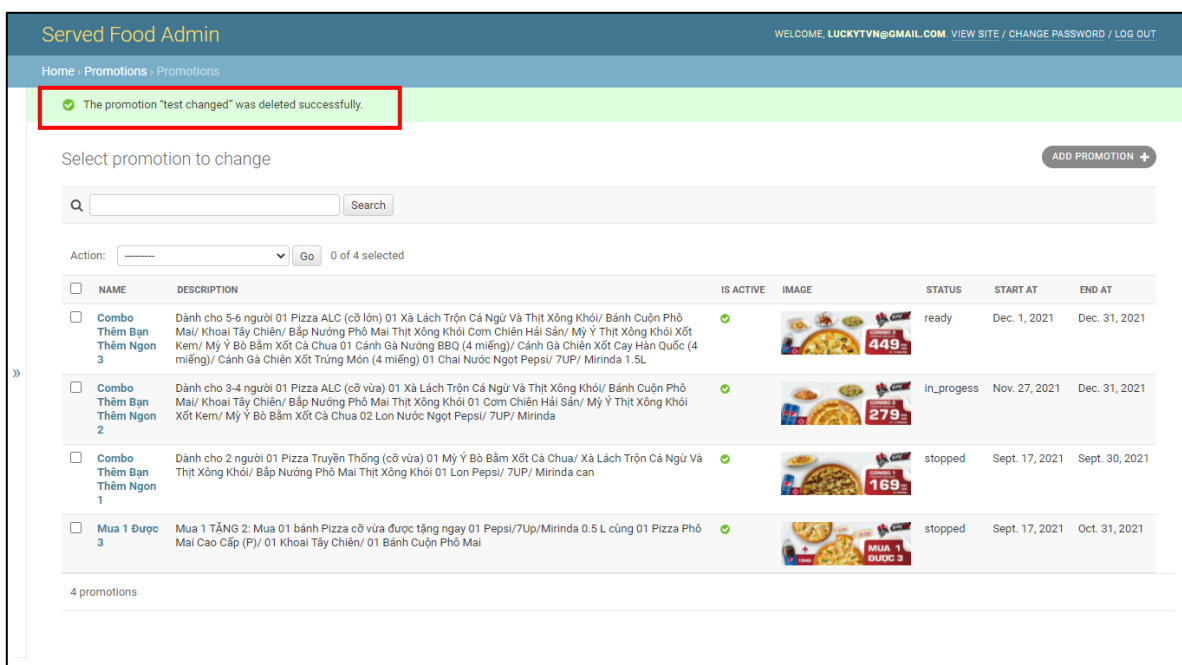 Served Food Admin
WELCOME, LUCKYTVN@GMAIL.COM. VIEW SITE / CHANGE PASSWORD / LOG OUT
Home › Promotions › Promotions
The promotion “test changed” was deleted successfully.
Select promotion to change
ADD PROMOTION +
Search
Action: --------- Go 0 of 4 selected
NAME DESCRIPTION IS ACTIVE IMAGE STATUS START AT END AT
Combo Thêm Bạn Thêm Ngon 3
Dành cho 5-6 người 01 Pizza ALC (cỡ lớn) 01 Xà Lách Trộn Cá Ngừ Và Thịt Xông Khói/ Bánh Cuộn Phô
Mai/ Khoai Tây Chiên/ Bắp Nướng Phô Mai Thịt Xông Khói Cơm Chiên Hải Sản/ Mỳ Ý Thịt Xông Khói Xốt
Kem/ Mỳ Ý Bò Bằm Xốt Cà Chua 01 Cánh Gà Nướng BBQ (4 miếng)/ Cánh Gà Chiên Xốt Cay Hàn Quốc (4
miếng)/ Cánh Gà Chiên Xốt Trứng Món (4 miếng) 01 Chai Nước Ngọt Pepsi/ 7UP/ Mirinda 1.5L
COMBO 3
449
ready Dec. 1, 2021 Dec. 31, 2021
Combo Thêm Bạn Thêm Ngon 2
Dành cho 3-4 người 01 Pizza ALC (cỡ vừa) 01 Xà Lách Trộn Cá Ngừ Và Thịt Xông Khói/ Bánh Cuộn Phô
Mai/ Khoai Tây Chiên/ Bắp Nướng Phô Mai Thịt Xông Khói 01 Cơm Chiên Hải Sản/ Mỳ Ý Thịt Xông Khói
Xốt Kem/ Mỳ Ý Bò Bằm Xốt Cà Chua 02 Lon Nước Ngọt Pepsi/ 7UP/ Mirinda
COMBO 2
279
in_progess Nov. 27, 2021 Dec. 31, 2021
Combo Thêm Bạn Thêm Ngon 1
Dành cho 2 người 01 Pizza Truyền Thống (cỡ vừa) 01 Mỳ Ý Bò Bằm Xốt Cà Chua/ Xà Lách Trộn Cá Ngừ Và
Thịt Xông Khói/ Bắp Nướng Phô Mai Thịt Xông Khói 01 Lon Pepsi/ 7UP/ Mirinda can
COMBO 1
169
stopped Sept. 17, 2021 Sept. 30, 2021
Mua 1 Được 3
Mua 1 TẶNG 2: Mua 01 bánh Pizza cỡ vừa được tặng ngay 01 Pepsi/7Up/Mirinda 0.5 L cùng 01 Pizza Phô
Mai Cao Cấp (P)/ 01 Khoai Tây Chiên/ 01 Bánh Cuộn Phô Mai
MUA 1
ĐƯỢC 3
stopped Sept. 17, 2021 Oct. 31, 2021
4 promotions